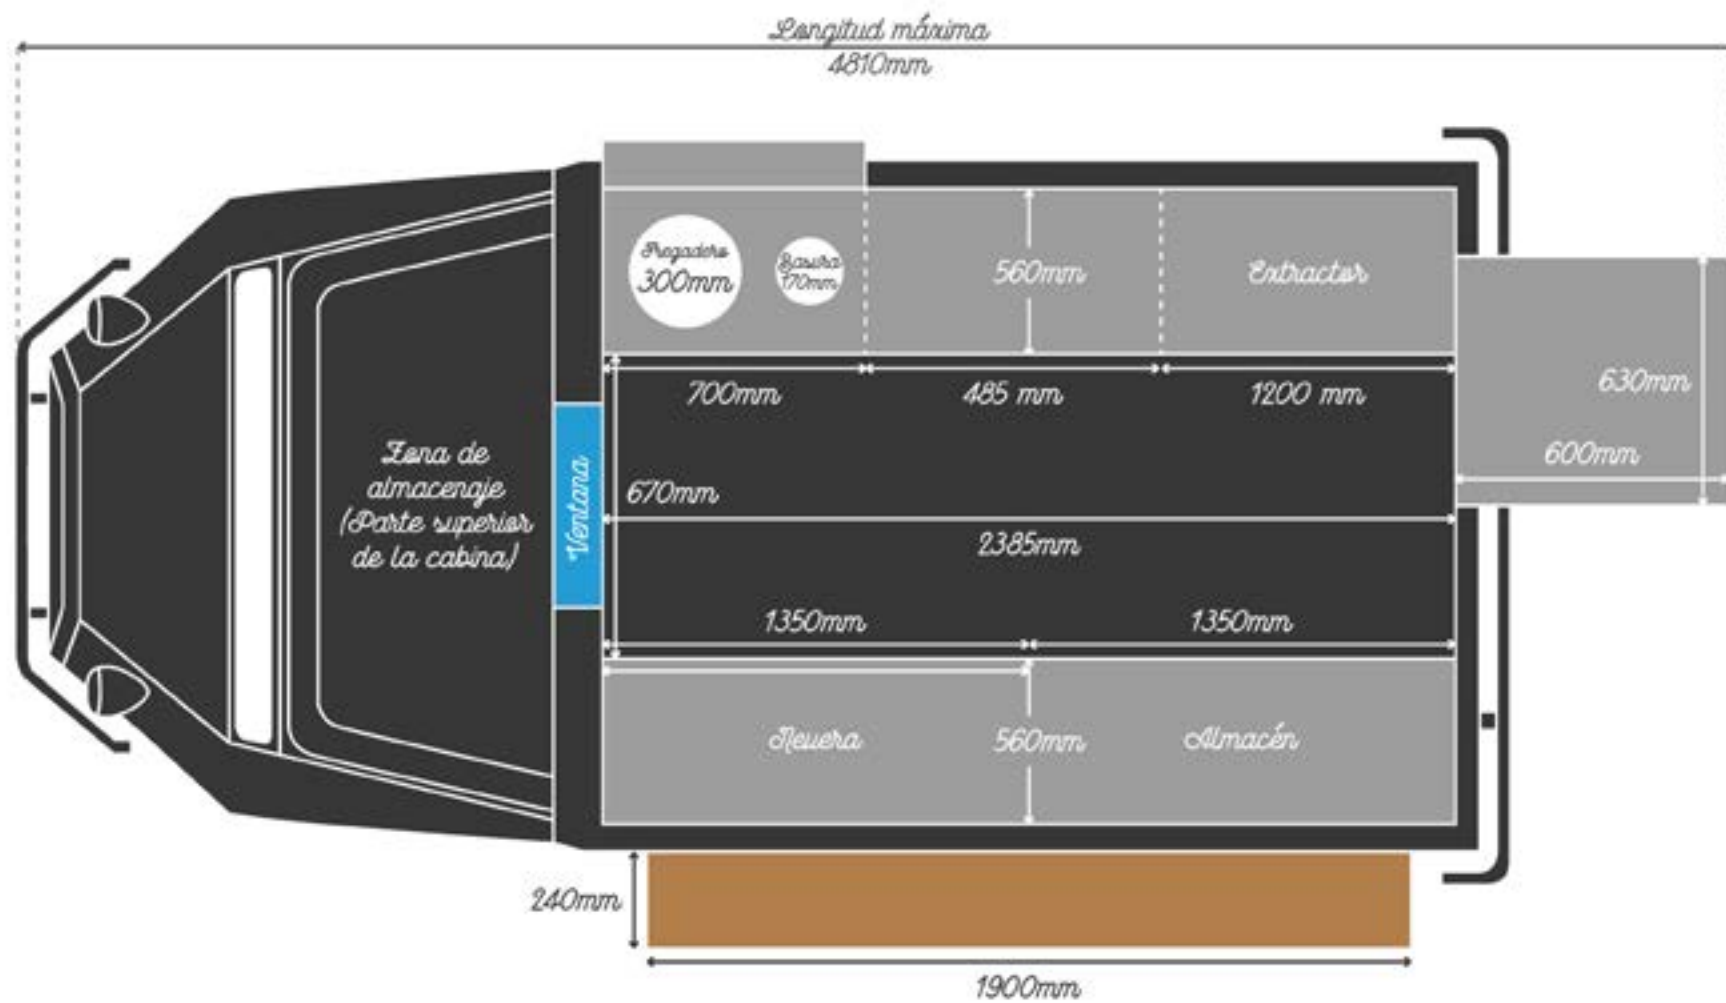 Longitud máxima
4810mm
Fregadero
300mm
Basura
170mm
560mm
Extractor
700mm
485 mm
1200 mm
630mm
600mm
Zona de
almacenaje
(Parte superior
de la cabina)
Ventana
670mm
2385mm
1350mm
1350mm
Nevera
560mm
Almacén
240mm
1900mm